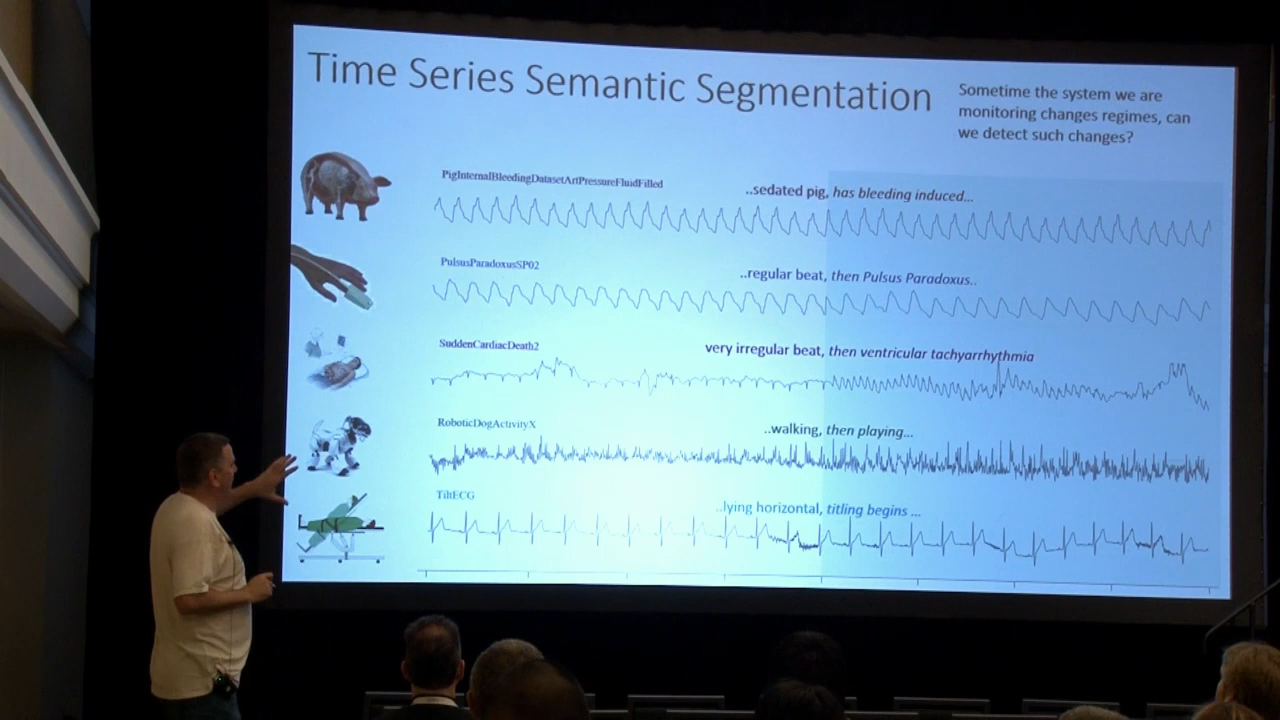 Time Series Semantic Segmentation
Sometime the system we are
monitoring changes regimes, can
we detect such changes?
PigInternalBleedingDatasetArtPressureFluidFilled
..sedated pig, has bleeding induced...
PulsusParadoxusSP02
..regular beat, then Pulsus Paradoxus..
SuddenCardiacDeath2
very irregular beat, then ventricular tachyarrhythmia
RoboticDogActivityX
..walking, then playing...
TiltECG
..lying horizontal, titling begins ...